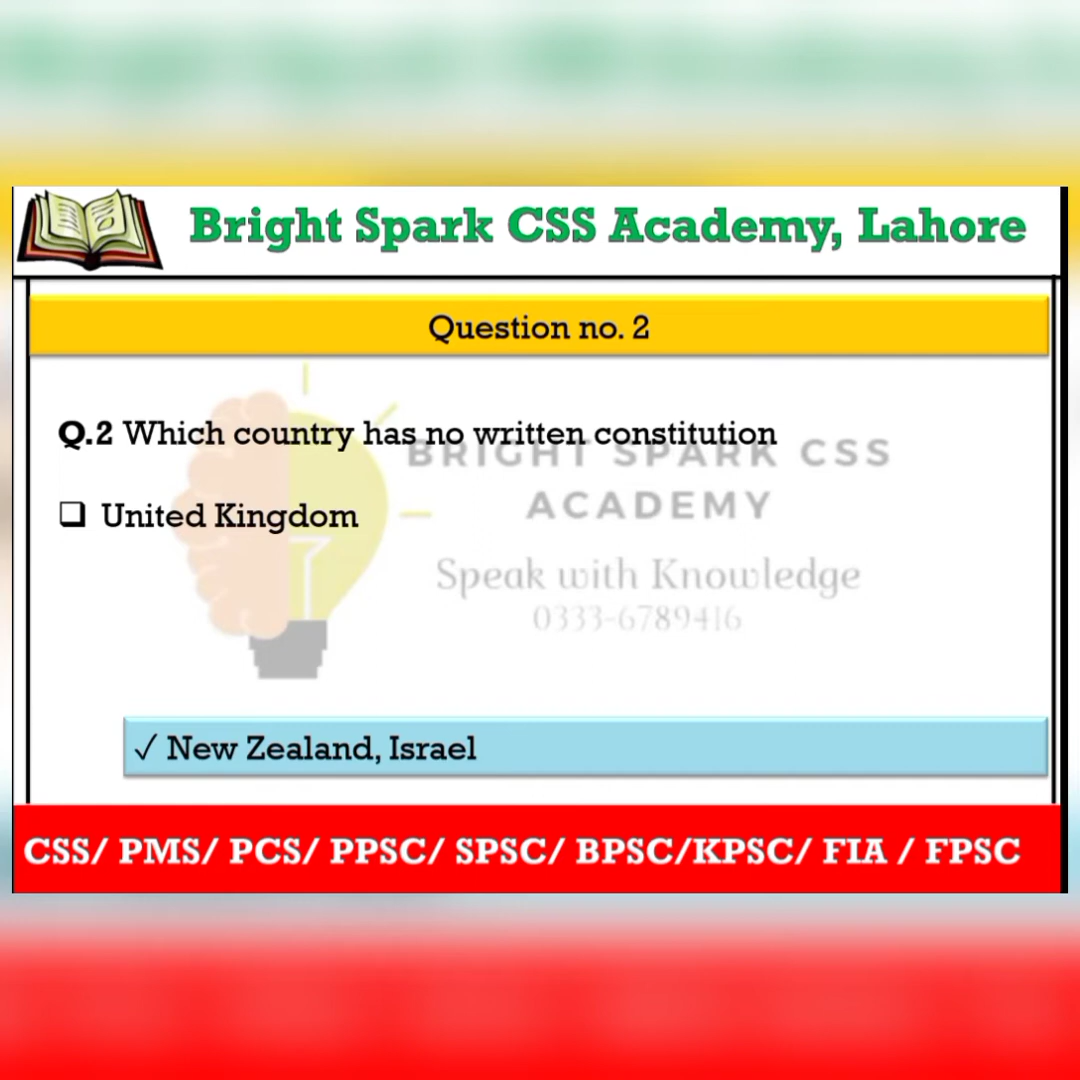 Bright Spark CSS Academy, Lahore
Question no. 2
Q.2 Which country has no written constitution
BRIGHT SPARK CSS
ACADEMY
❑ United Kingdom
Speak with Knowledge
0333-6789416
✓ New Zealand, Israel
CSS/ PMS/ PCS/ PPSC/ SPSC/ BPSC/KPSC/ FIA / FPSC